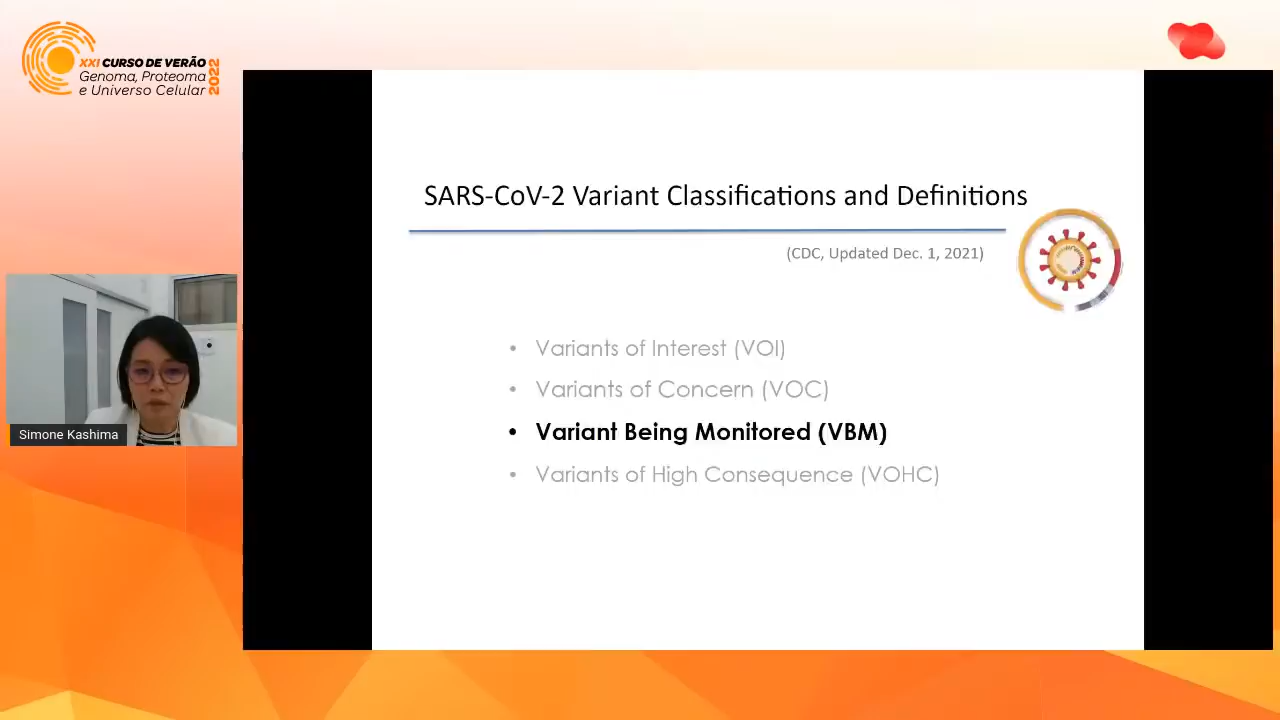 XXI CURSO DE VERÃO
Genoma, Proteoma
e Universo Celular
2022
SARS-CoV-2 Variant Classifications and Definitions
(CDC, Updated Dec. 1, 2021)
• Variants of Interest (VOI)
• Variants of Concern (VOC)
• Variant Being Monitored (VBM)
• Variants of High Consequence (VOHC)
Simone Kashima